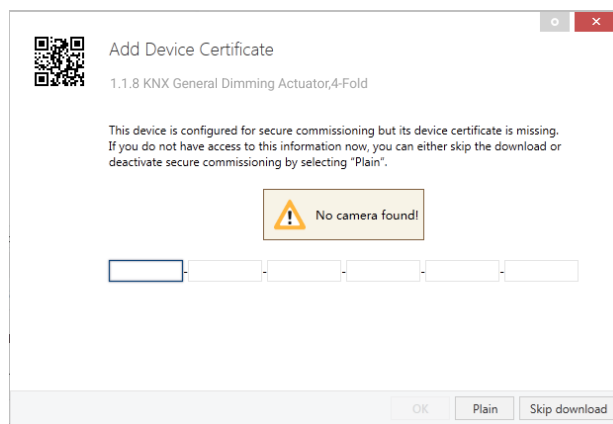 Add Device Certificate
1.1.8 KNX General Dimming Actuator,4-Fold
This device is configured for secure commissioning but its device certificate is missing.
If you do not have access to this information now, you can either skip the download or
deactivate secure commissioning by selecting "Plain".
No camera found!
- - - - -
OK Plain Skip download